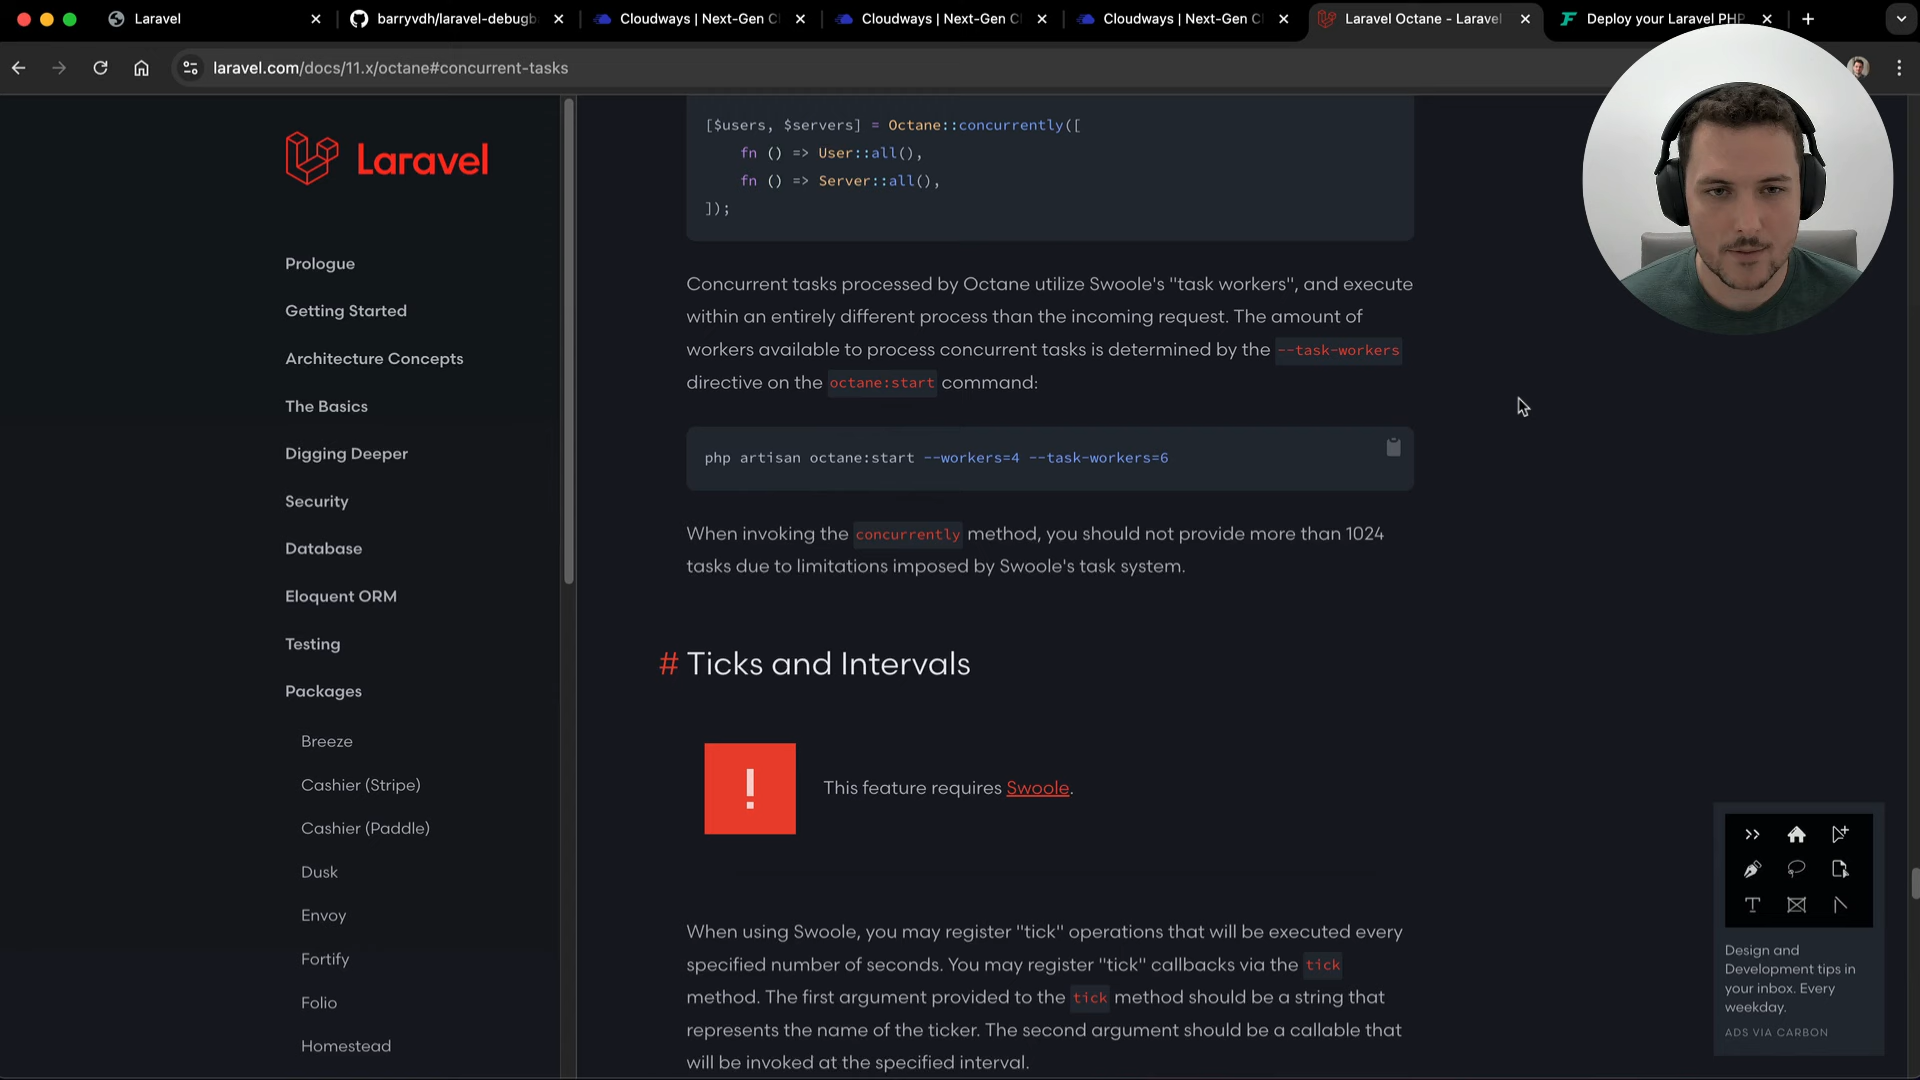 Laravel
barryvdh/laravel-debugb
Cloudways | Next-Gen C
Cloudways | Next-Gen C
Cloudways | Next-Gen C
Laravel Octane - Laravel
Deploy your Laravel PHP
laravel.com/docs/11.x/octane#concurrent-tasks
Laravel
Prologue
Getting Started
Architecture Concepts
The Basics
Digging Deeper
Security
Database
Eloquent ORM
Testing
Packages
Breeze
Cashier (Stripe)
Cashier (Paddle)
Dusk
Envoy
Fortify
Folio
Homestead
[$users, $servers] = Octane::concurrently([
fn () => User::all(),
fn () => Server::all(),
]);
Concurrent tasks processed by Octane utilize Swoole's "task workers", and execute
within an entirely different process than the incoming request. The amount of
workers available to process concurrent tasks is determined by the --task-workers
directive on the octane:start command:
php artisan octane:start --workers=4 --task-workers=6
When invoking the concurrently method, you should not provide more than 1024
tasks due to limitations imposed by Swoole's task system.
# Ticks and Intervals
This feature requires Swoole.
When using Swoole, you may register "tick" operations that will be executed every
specified number of seconds. You may register "tick" callbacks via the tick
method. The first argument provided to the tick method should be a string that
represents the name of the ticker. The second argument should be a callable that
will be invoked at the specified interval.
Design and
Development tips in
your inbox. Every
weekday.
ADS VIA CARBON